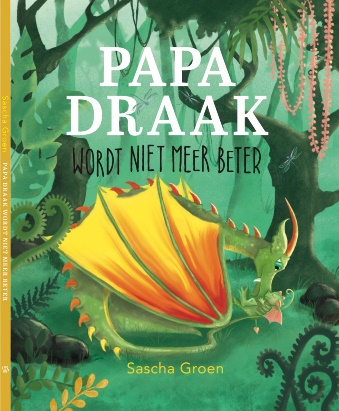 PAPA
DRAAK
WORDT NIET MEER BETER
Sascha Groen
Sascha Groen PAPA DRAAK WORDT NIET MEER BETER